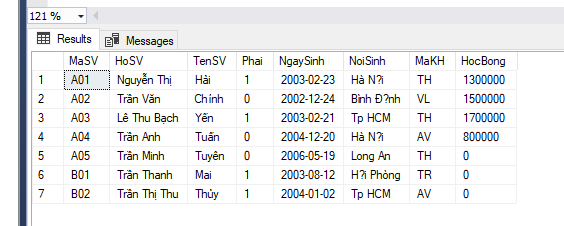 121 %
Results Messages
MaSV HoSV TenSV Phai NgaySinh NoiSinh MaKH HocBong
1 A01 Nguyễn Thị Hải 1 2003-02-23 Hà N?i TH 1300000
2 A02 Trần Văn Chính 0 2002-12-24 Bình Đ?nh VL 1500000
3 A03 Lê Thu Bạch Yến 1 2003-02-21 Tp HCM TH 1700000
4 A04 Trần Anh Tuấn 0 2004-12-20 Hà N?i AV 800000
5 A05 Trần Minh Tuyên 0 2006-05-19 Long An TH 0
6 B01 Trần Thanh Mai 1 2003-08-12 H?i Phòng TR 0
7 B02 Trần Thị Thu Thủy 1 2004-01-02 Tp HCM AV 0